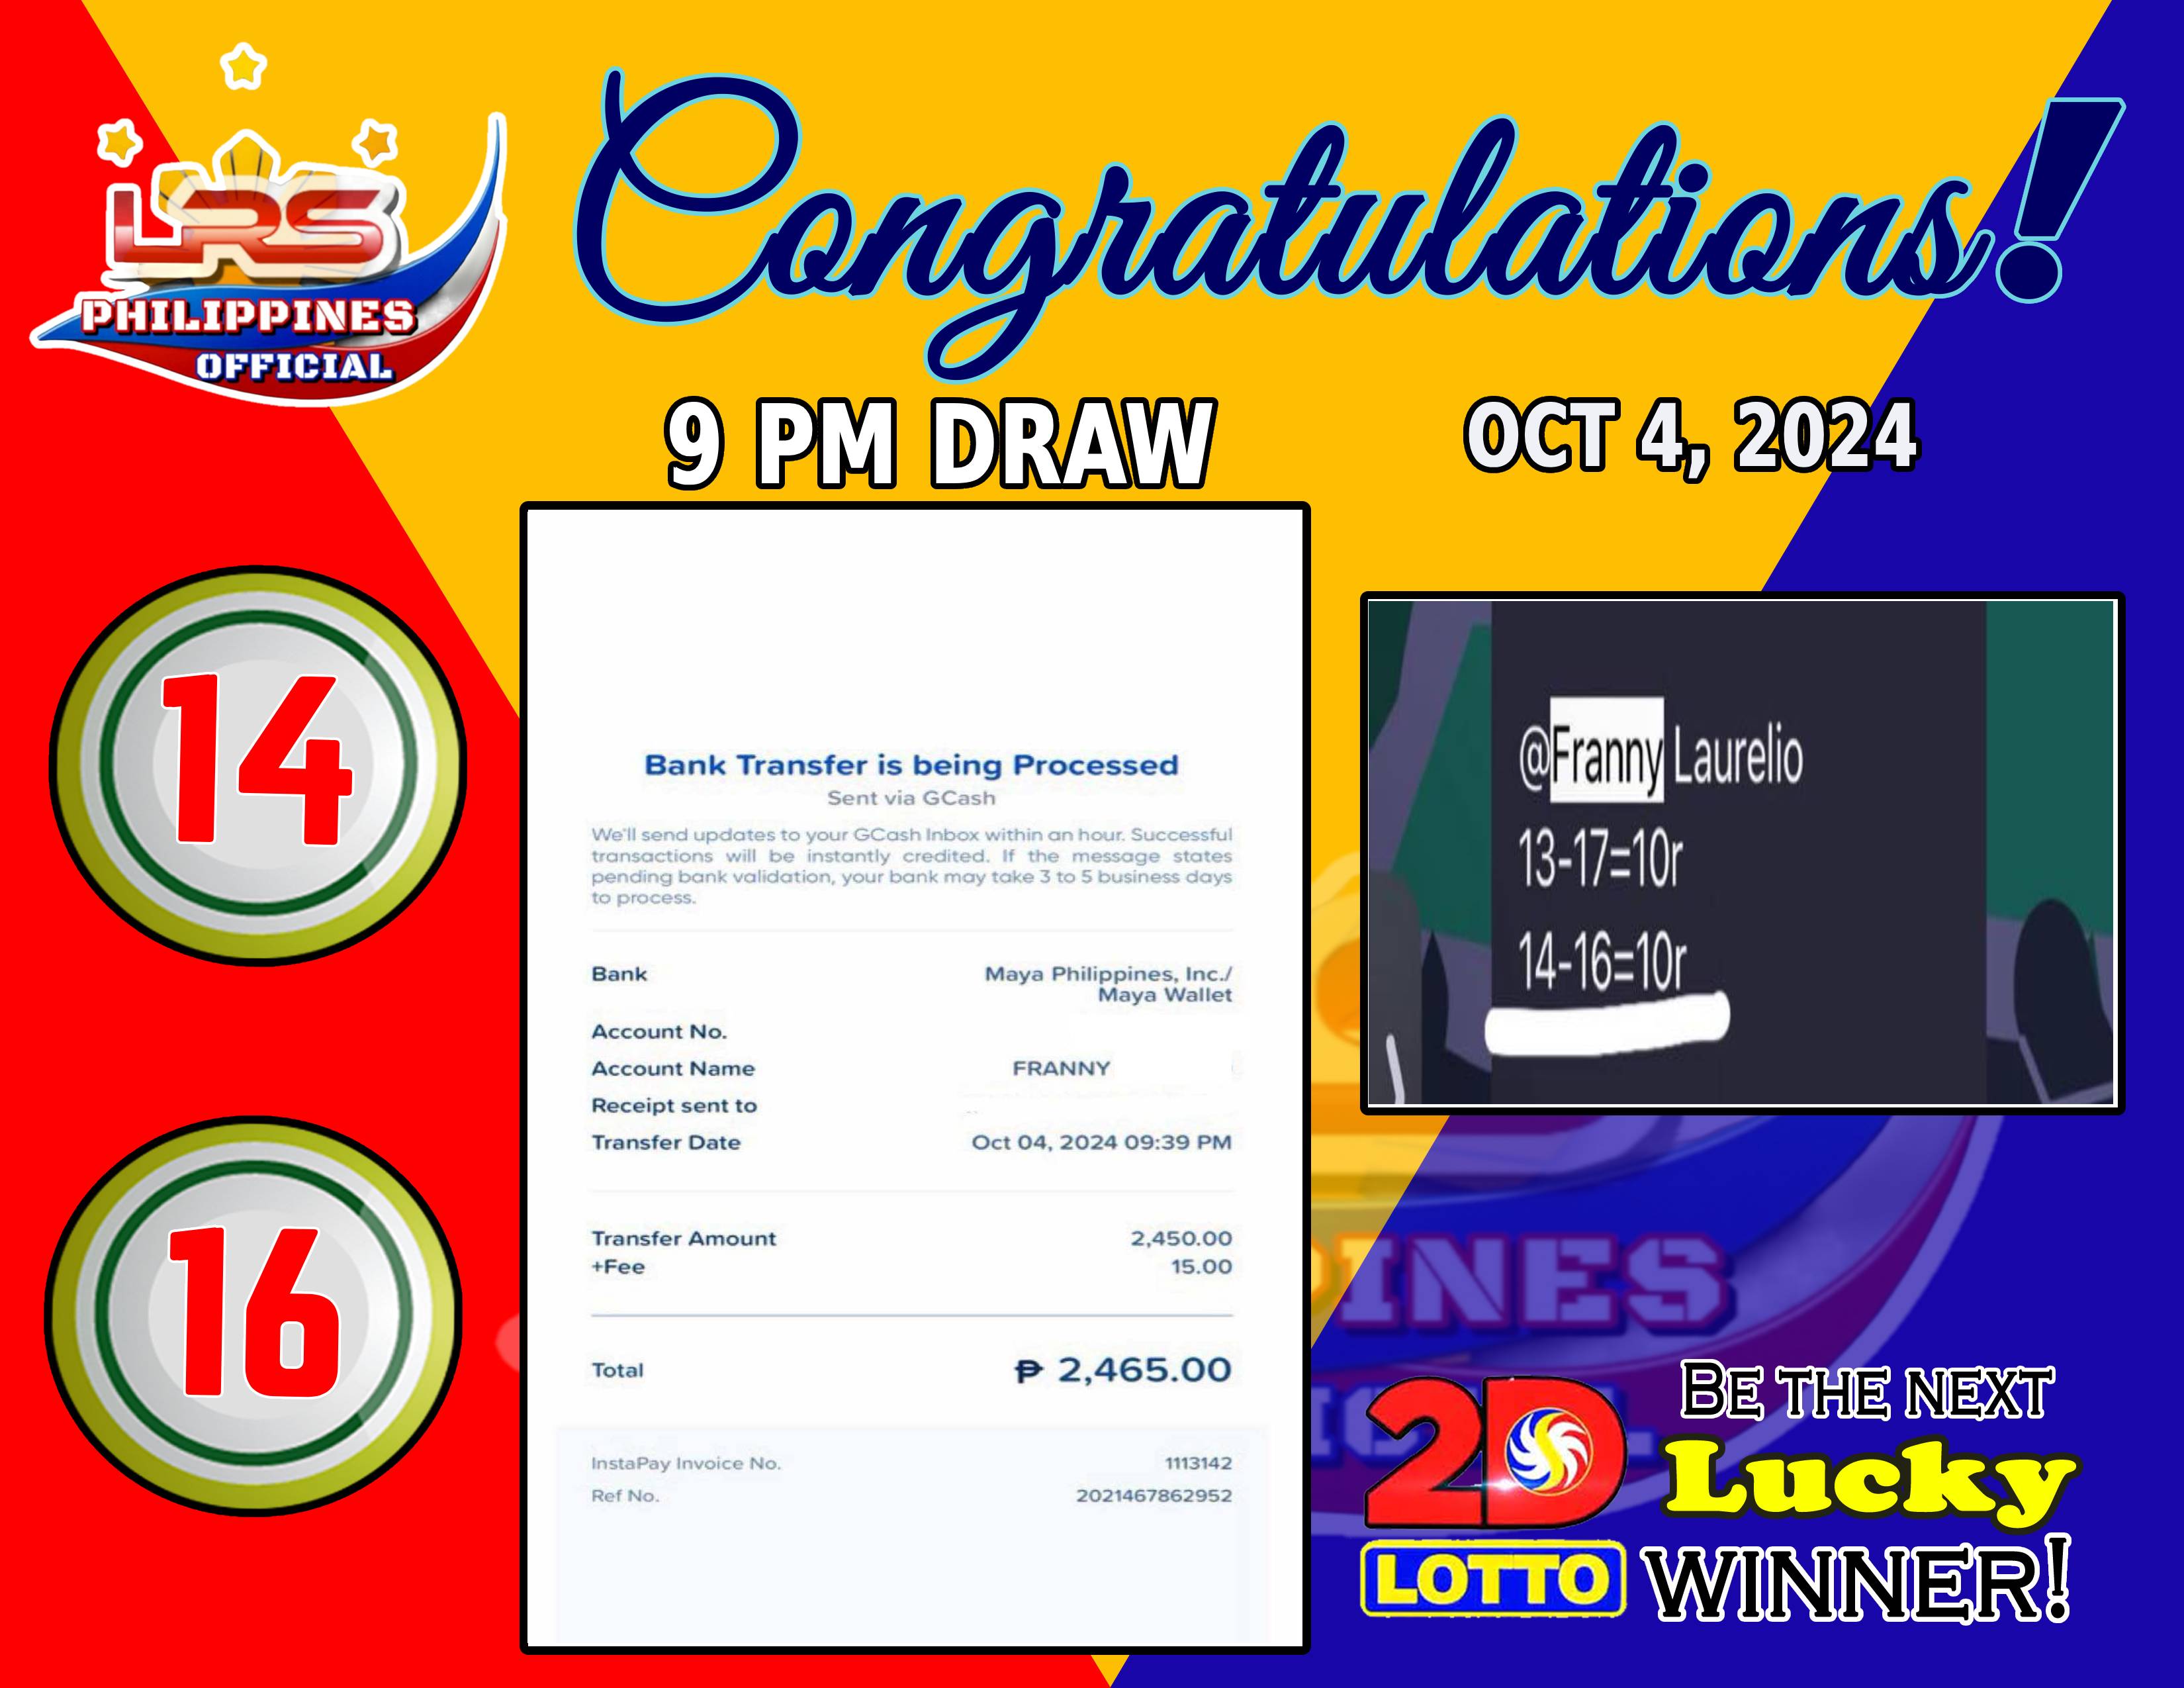 LRS
PHILIPPINES
OFFICIAL
Congratulations!
9 PM DRAW
OCT 4, 2024
14
16
Bank Transfer is being Processed
Sent via GCash
We'll send updates to your GCash Inbox within an hour. Successful
transactions will be instantly credited. If the message states
pending bank validation, your bank may take 3 to 5 business days
to process.
Bank Maya Philippines, Inc./
Maya Wallet
Account No.
Account Name FRANNY
Receipt sent to
Transfer Date Oct 04, 2024 09:39 PM
Transfer Amount 2,450.00
+Fee 15.00
Total ₱ 2,465.00
InstaPay Invoice No. 1113142
Ref No. 2021467862952
@Franny Laurelio
13-17=10r
14-16=10r
PINES
2D
LOTTO
BE THE NEXT
Lucky
WINNER!